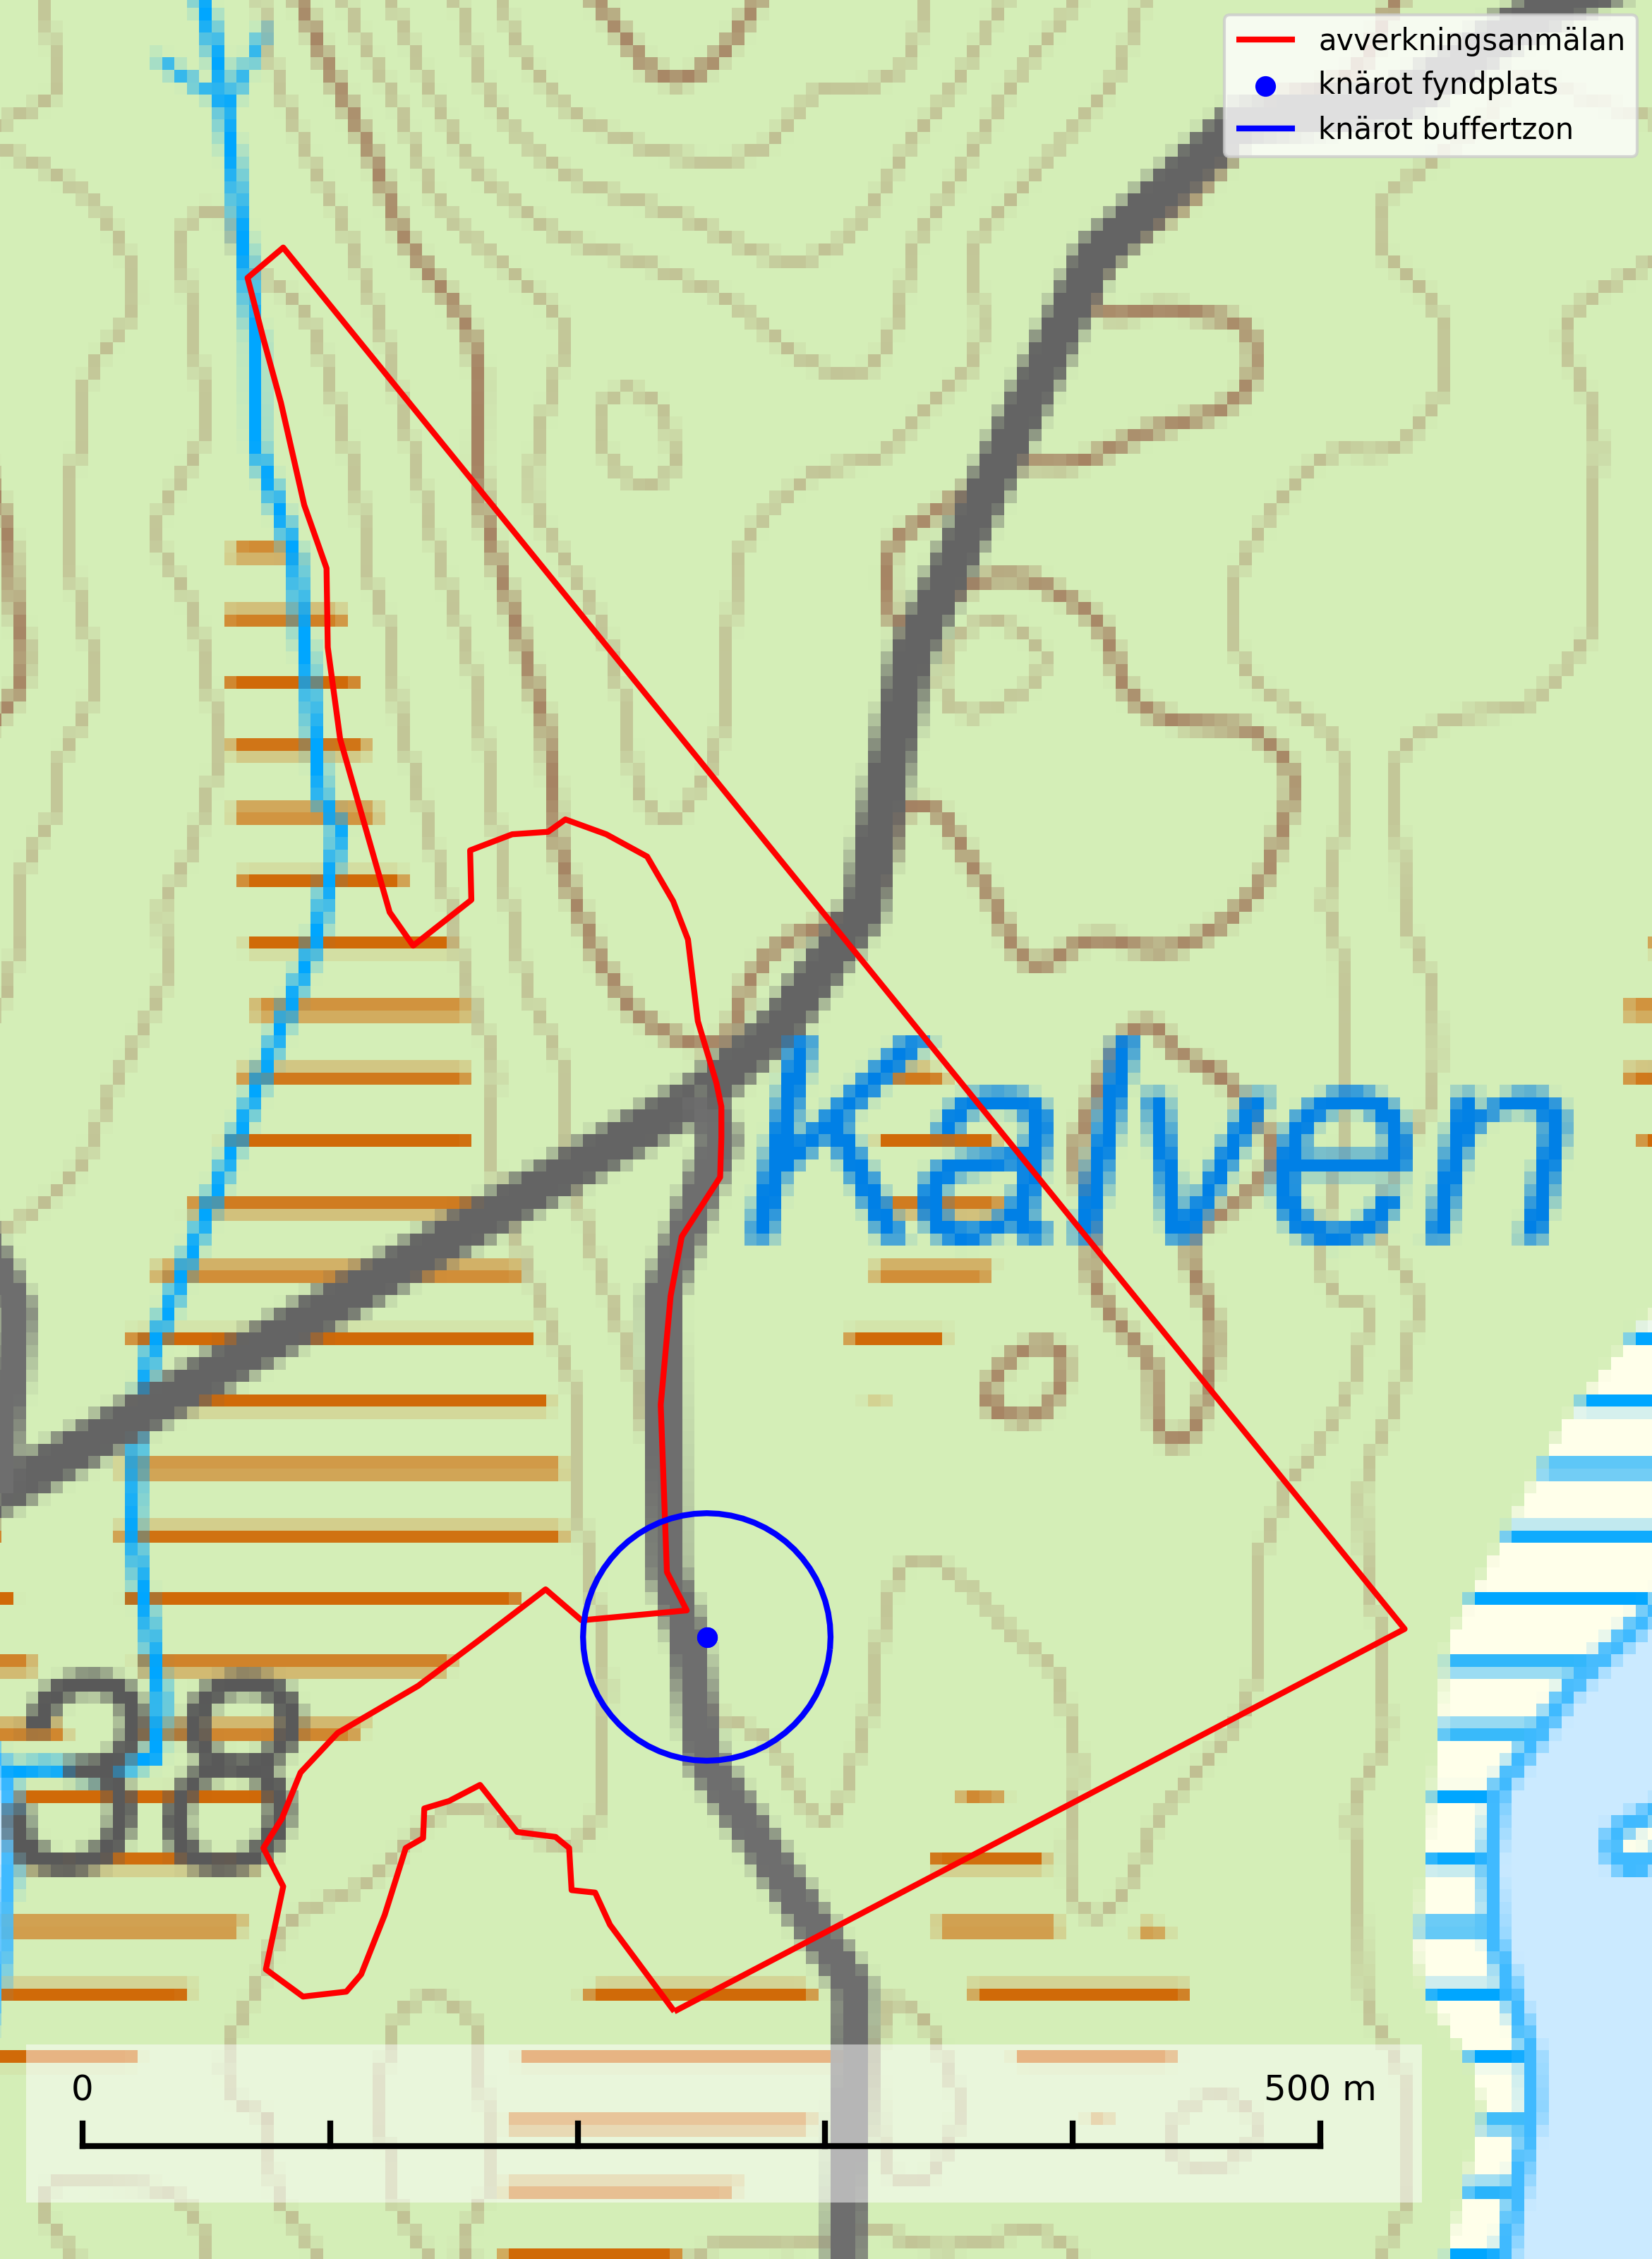 avverkningsanmälan
knärot fyndplats
knärot buffertzon
Kalven
38
0 500 m